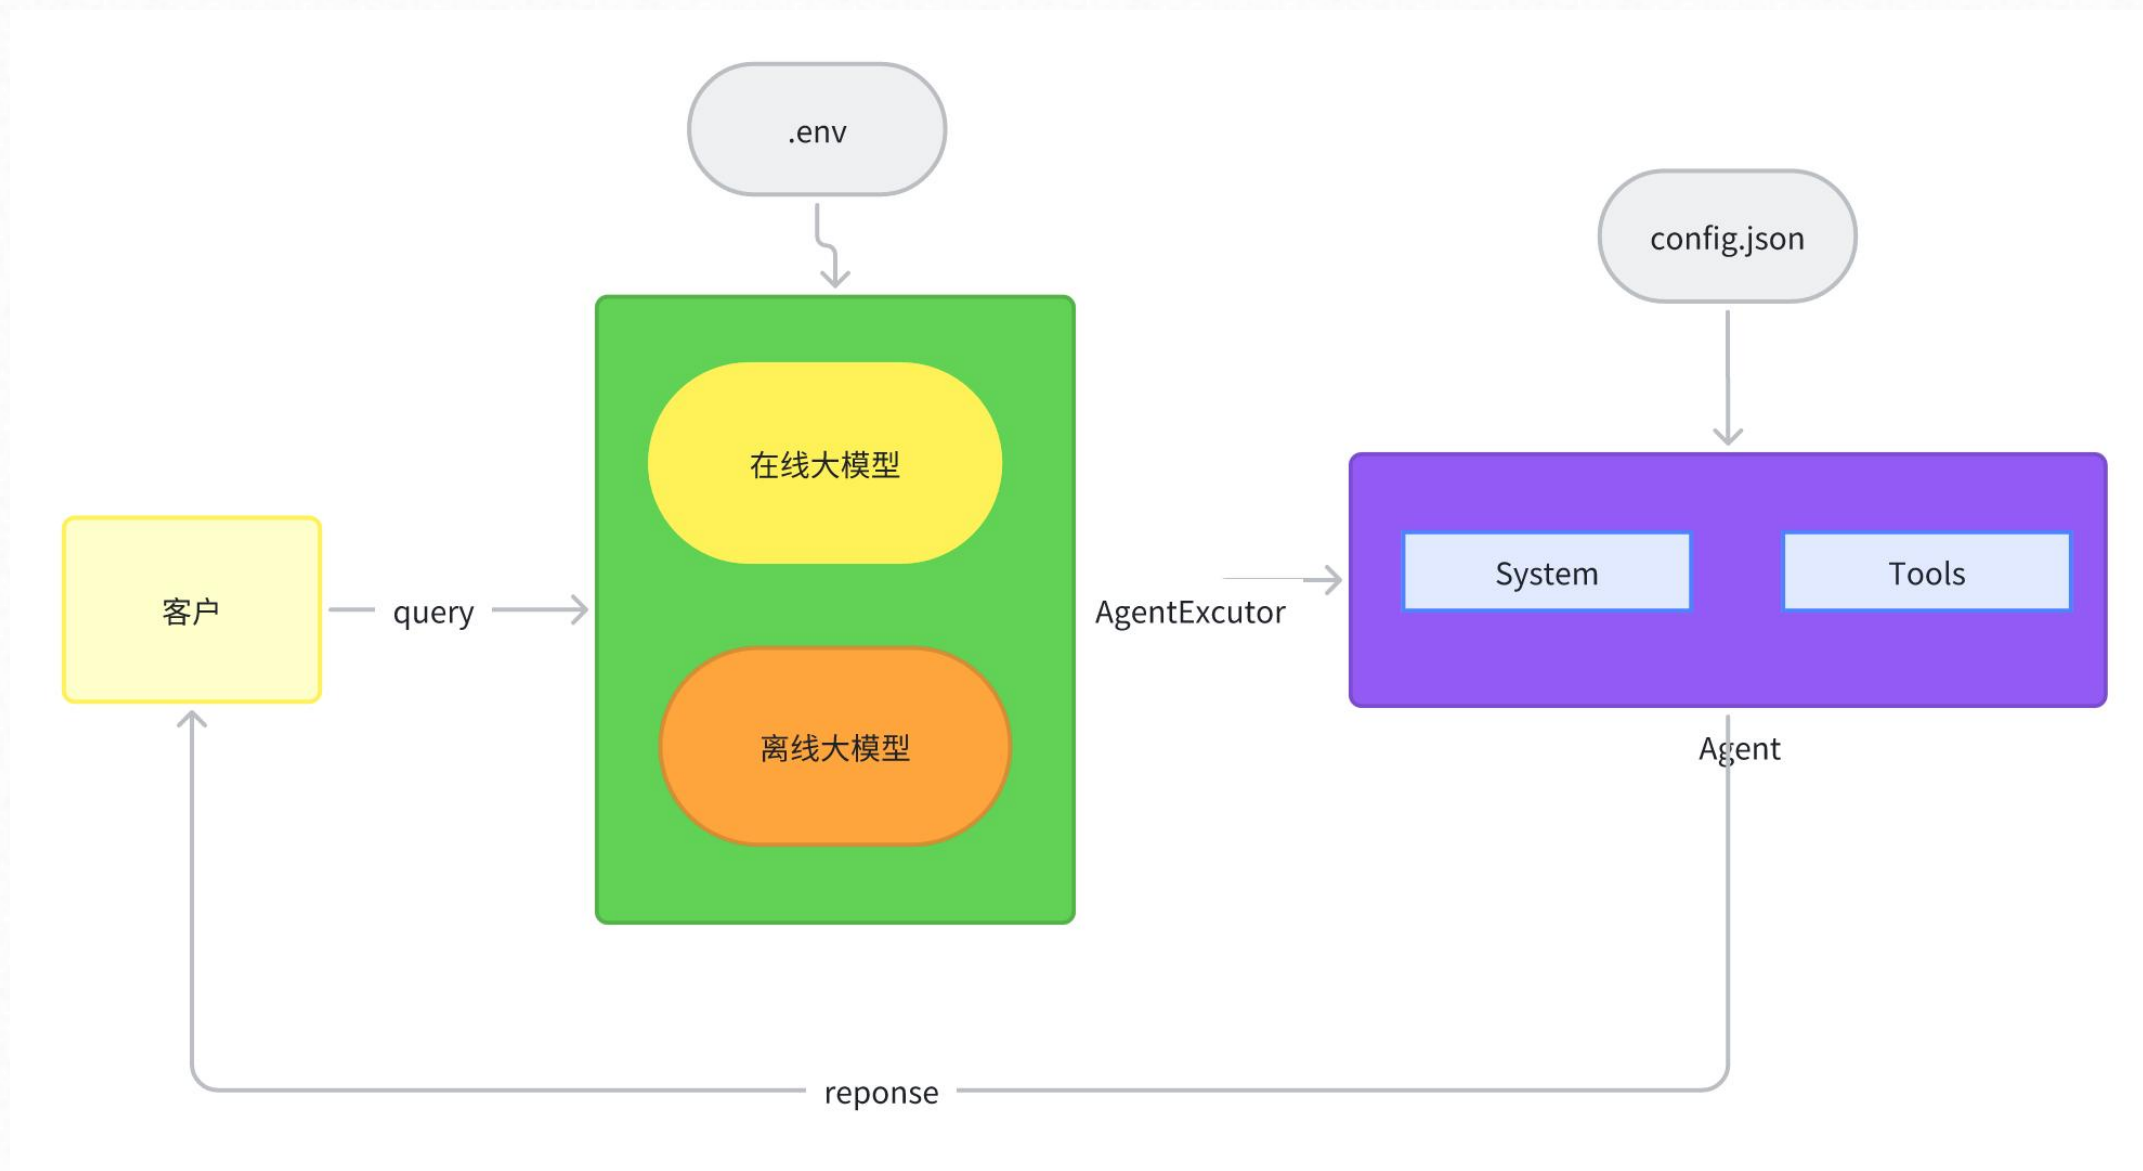 .env
config.json
在线大模型
System
Tools
客户
query
AgentExcutor
离线大模型
Agent
reponse